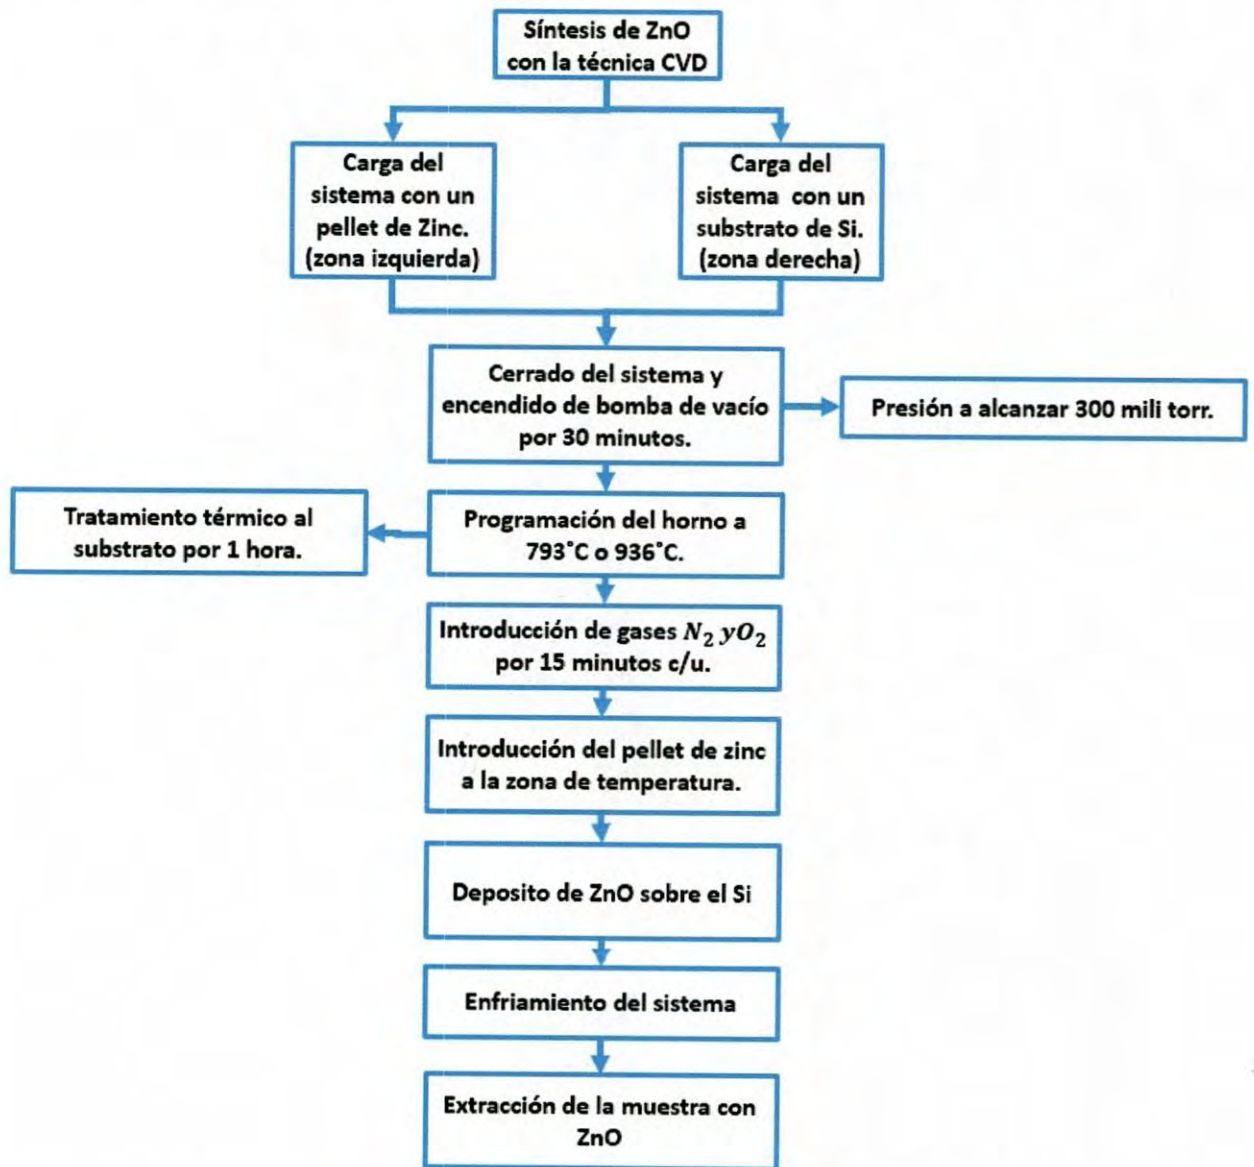 Síntesis de ZnO
con la técnica CVD
Carga del
sistema con un
pellet de Zinc.
(zona izquierda)
Carga del
sistema con un
substrato de Si.
(zona derecha)
Cerrado del sistema y
encendido de bomba de vacío
por 30 minutos.
Presión a alcanzar 300 mili torr.
Tratamiento térmico al
substrato por 1 hora.
Programación del horno a
793°C o 936°C.
Introducción de gases N₂ yO₂
por 15 minutos c/u.
Introducción del pellet de zinc
a la zona de temperatura.
Deposito de ZnO sobre el Si
Enfriamiento del sistema
Extracción de la muestra con
ZnO